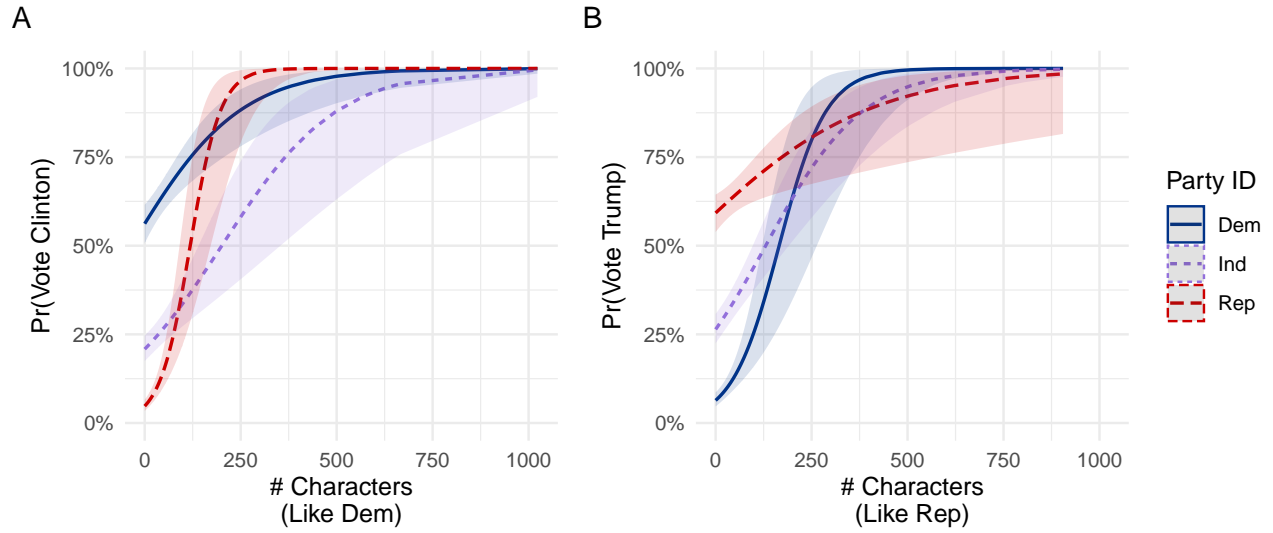 A
Pr(Vote Clinton)
100%
75%
50%
25%
0%
0 250 500 750 1000
# Characters
(Like Dem)
B
Pr(Vote Trump)
100%
75%
50%
25%
0%
0 250 500 750 1000
# Characters
(Like Rep)
Party ID
Dem
Ind
Rep